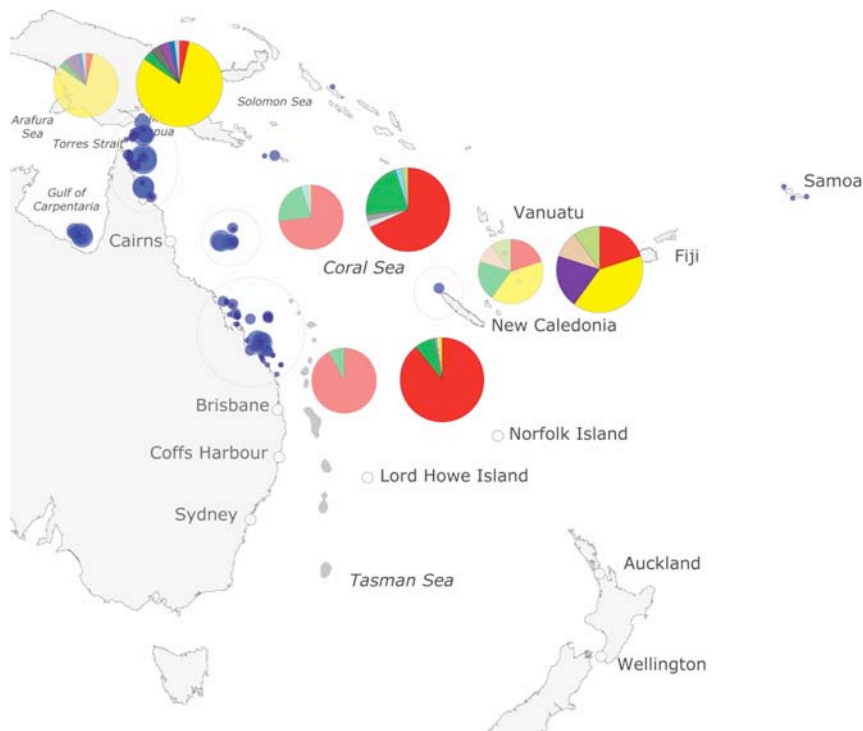 Solomon Sea
Arafura
Sea
Torres Strait
Gulf of
Carpentaria
Samoa
Vanuatu
Cairns
Coral Sea
Fiji
New Caledonia
Brisbane
Norfolk Island
Coffs Harbour
Lord Howe Island
Sydney
Auckland
Tasman Sea
Wellington